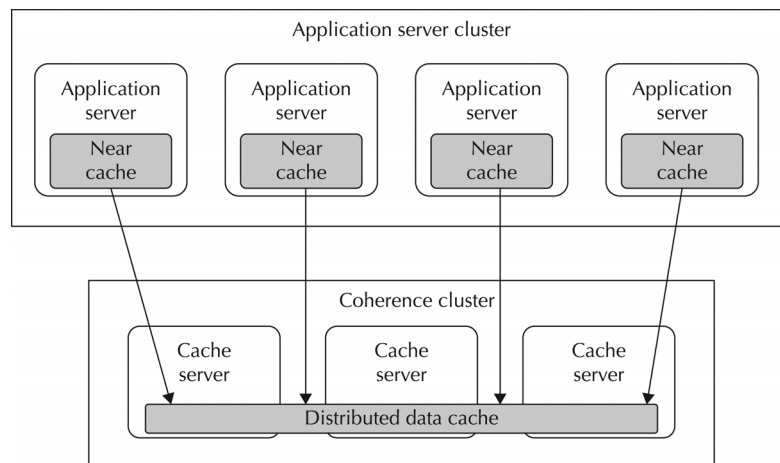 Application server cluster
Application
server
Near
cache
Application
server
Near
cache
Application
server
Near
cache
Application
server
Near
cache
Coherence cluster
Cache
server
Cache
server
Cache
server
Distributed data cache